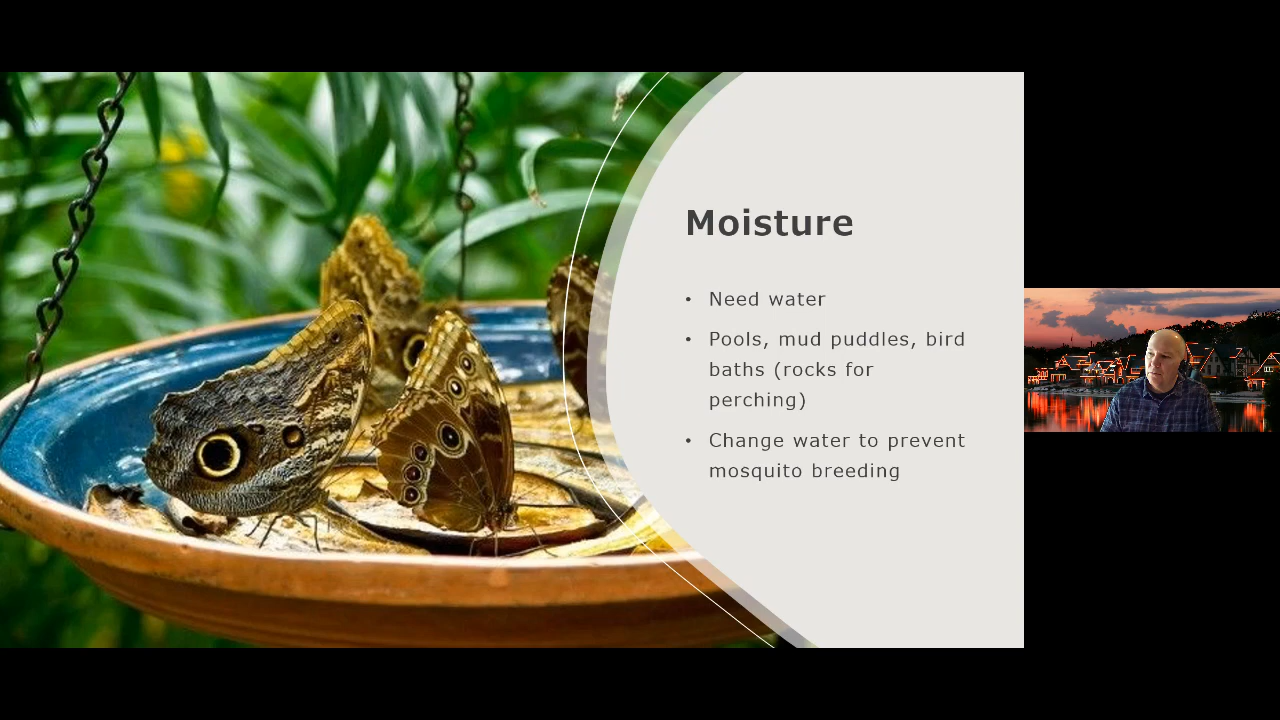 Moisture
• Need water
• Pools, mud puddles, bird
baths (rocks for
perching)
• Change water to prevent
mosquito breeding